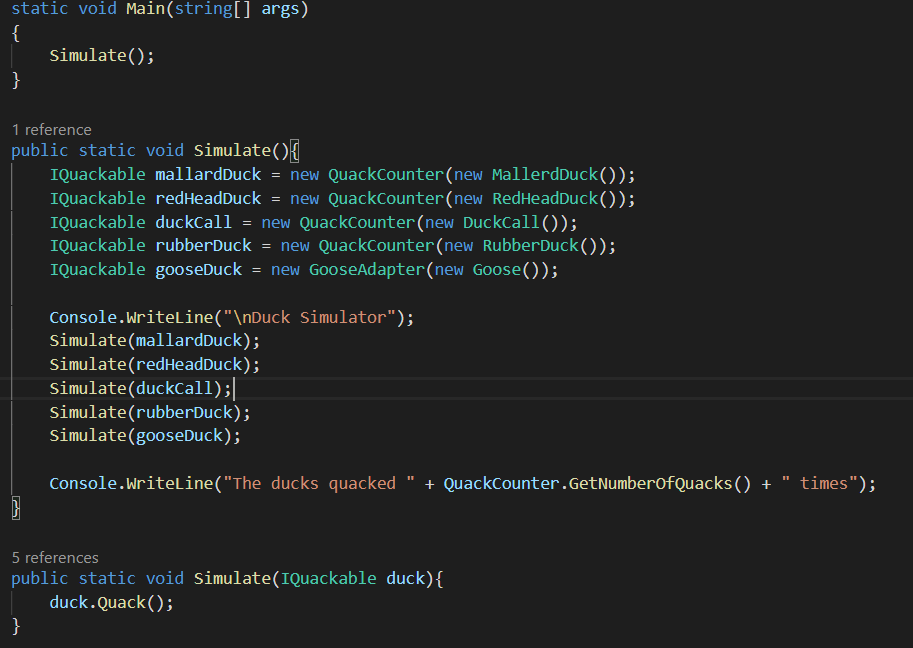 static void Main(string[] args)
{
    Simulate();
}
1 reference
public static void Simulate(){
    IQuackable mallardDuck = new QuackCounter(new MallerdDuck());
    IQuackable redHeadDuck = new QuackCounter(new RedHeadDuck());
    IQuackable duckCall = new QuackCounter(new DuckCall());
    IQuackable rubberDuck = new QuackCounter(new RubberDuck());
    IQuackable gooseDuck = new GooseAdapter(new Goose());
    Console.WriteLine("\nDuck Simulator");
    Simulate(mallardDuck);
    Simulate(redHeadDuck);
    Simulate(duckCall);
    Simulate(rubberDuck);
    Simulate(gooseDuck);
    Console.WriteLine("The ducks quacked " + QuackCounter.GetNumberOfQuacks() + " times");
}
5 references
public static void Simulate(IQuackable duck){
    duck.Quack();
}